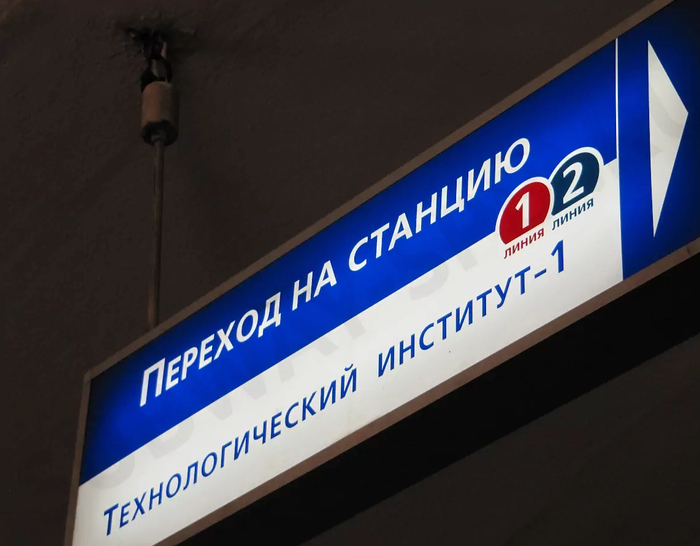 Переход на станцию
1 2
линия линия
Технологический институт-1